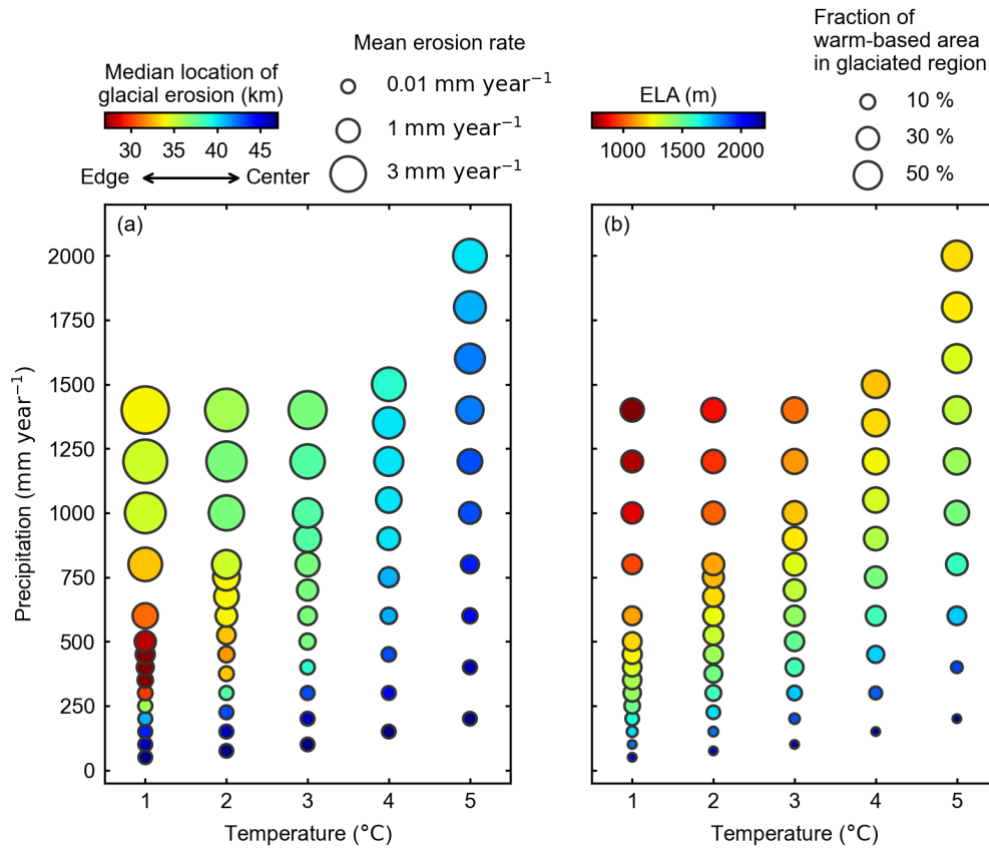 Median location of
glacial erosion (km)
30 35 40 45
Edge Center
Mean erosion rate
0.01 mm year⁻¹
1 mm year⁻¹
3 mm year⁻¹
ELA (m)
1000 1500 2000
Fraction of
warm-based area
in glaciated region
10 %
30 %
50 %
(a)
Precipitation (mm year⁻¹)
2000
1750
1500
1250
1000
750
500
250
0
1 2 3 4 5
Temperature (°C)
(b)
1 2 3 4 5
Temperature (°C)